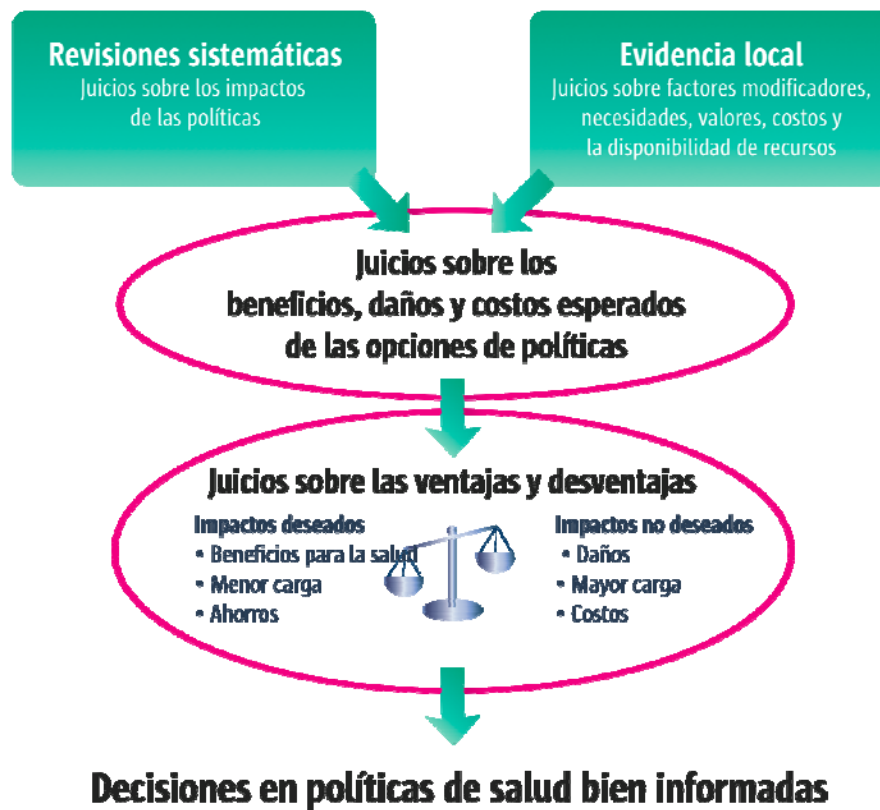 Revisiones sistemáticas
Juicios sobre los impactos
de las políticas
Evidencia local
Juicios sobre factores modificadores,
necesidades, valores, costos y
la disponibilidad de recursos
Juicios sobre los
beneficios, daños y costos esperados
de las opciones de políticas
Juicios sobre las ventajas y desventajas
Impactos deseados
• Beneficios para la salud
• Menor carga
• Ahorros
Impactos no deseados
• Daños
• Mayor carga
• Costos
Decisiones en políticas de salud bien informadas